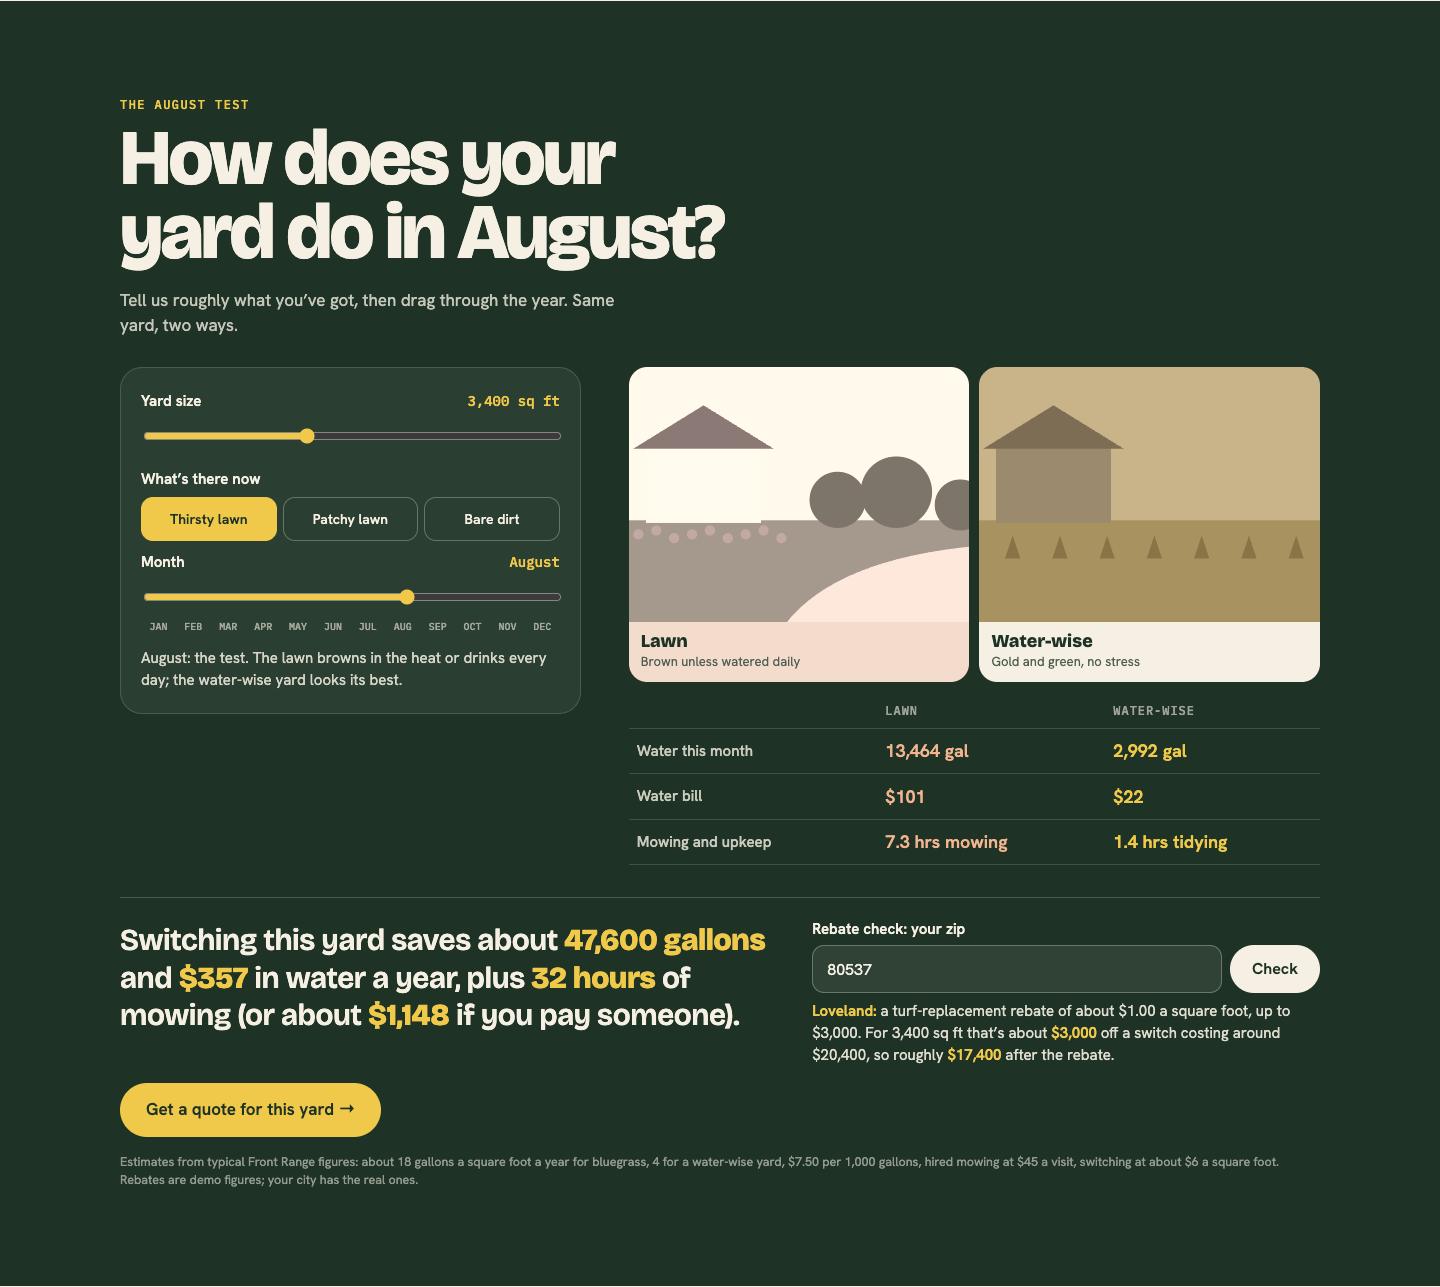 THE AUGUST TEST
How does your
yard do in August?
Tell us roughly what you’ve got, then drag through the year. Same
yard, two ways.
Yard size 3,400 sq ft
What’s there now
Thirsty lawn Patchy lawn Bare dirt
Month August
JAN FEB MAR APR MAY JUN JUL AUG SEP OCT NOV DEC
August: the test. The lawn browns in the heat or drinks every
day; the water-wise yard looks its best.
Lawn
Brown unless watered daily
Water-wise
Gold and green, no stress
LAWN WATER-WISE
Water this month 13,464 gal 2,992 gal
Water bill $101 $22
Mowing and upkeep 7.3 hrs mowing 1.4 hrs tidying
Switching this yard saves about 47,600 gallons
and $357 in water a year, plus 32 hours of
mowing (or about $1,148 if you pay someone).
Rebate check: your zip
80537 Check
Loveland: a turf-replacement rebate of about $1.00 a square foot, up to
$3,000. For 3,400 sq ft that’s about $3,000 off a switch costing around
$20,400, so roughly $17,400 after the rebate.
Get a quote for this yard →
Estimates from typical Front Range figures: about 18 gallons a square foot a year for bluegrass, 4 for a water-wise yard, $7.50 per 1,000 gallons, hired mowing at $45 a visit, switching at about $6 a square foot.
Rebates are demo figures; your city has the real ones.